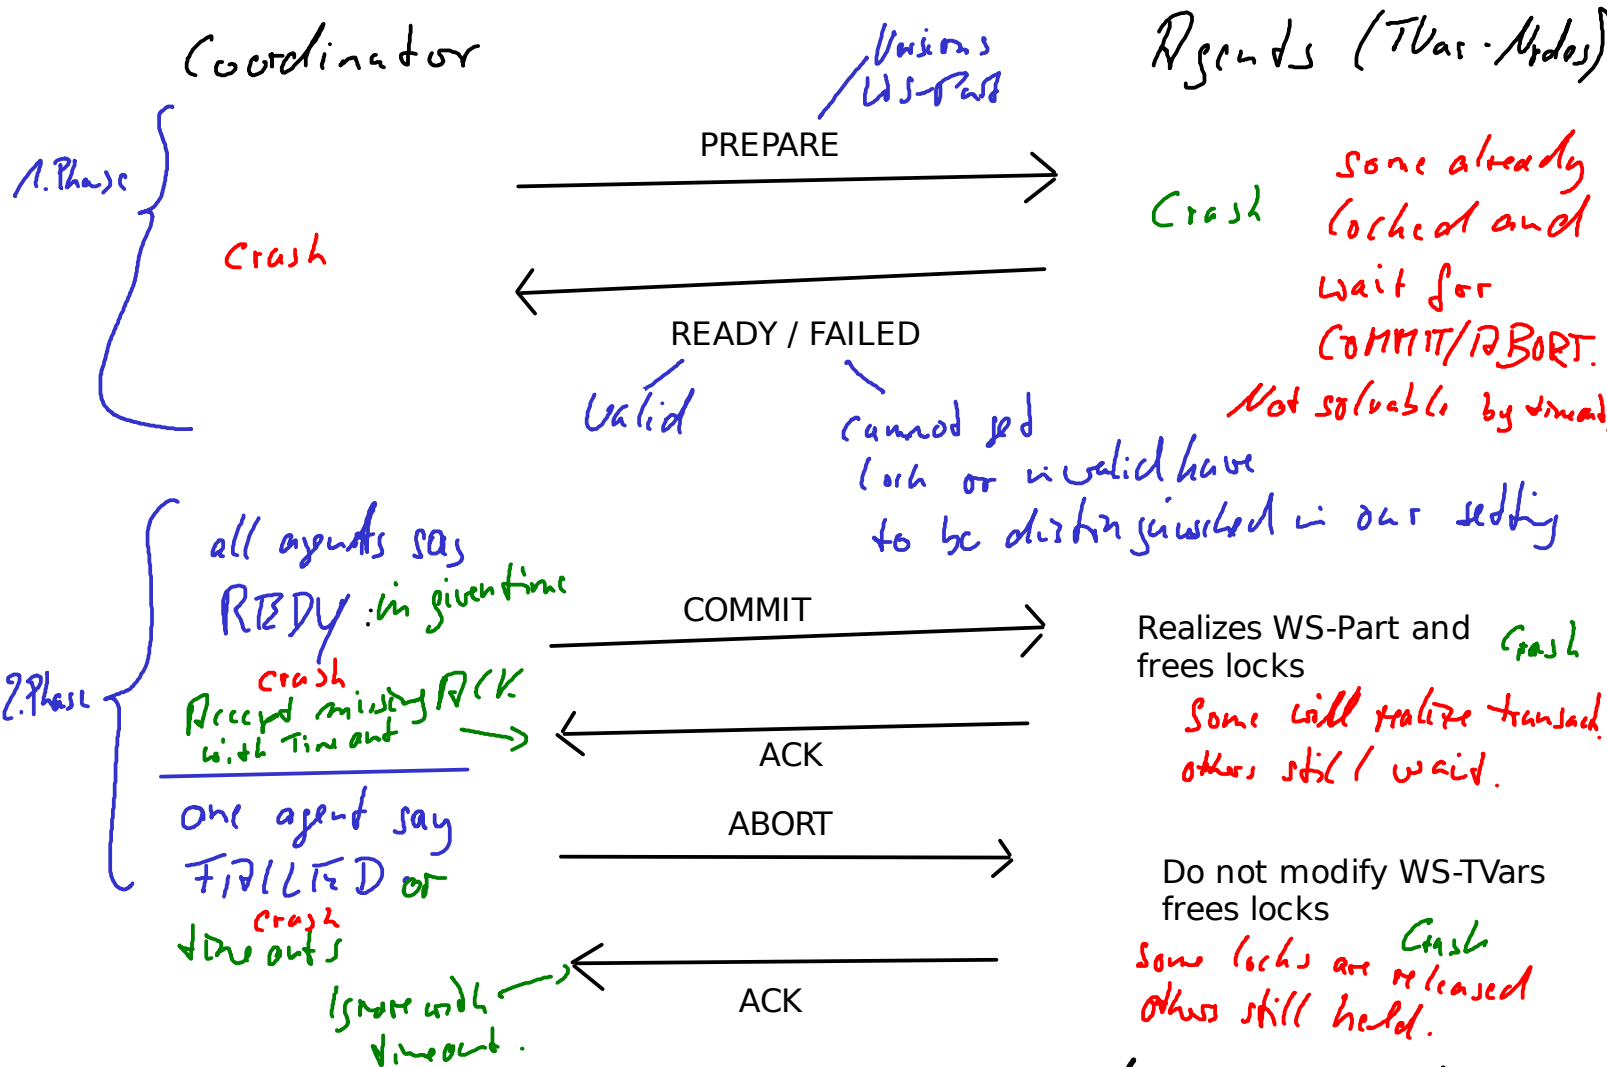 Coordinator
Agents (TVar-Nodes)
Versions
WS-Part
1. Phase
PREPARE
Crash
Crash
some already
locked and
wait for
COMMIT/ABORT.
Not solvable by timeout
READY / FAILED
Valid
cannot set
lock or invalid have
to be distinguished in our setting
2. Phase
all agents say
REDY : in given time
crash
Accept missing ACK
with Timeout
COMMIT
ACK
Realizes WS-Part and
frees locks
Crash
Some will realize transact.
others still wait.
one agent say
FAILED or
crash
timeouts
ABORT
Ignore with
timeout.
ACK
Do not modify WS-TVars
frees locks
Crash
some locks are released
others still held.